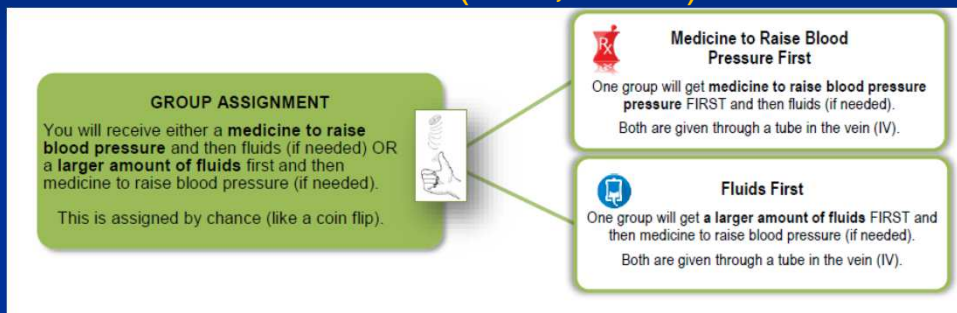 GROUP ASSIGNMENT
You will receive either a medicine to raise
blood pressure and then fluids (if needed) OR
a larger amount of fluids first and then
medicine to raise blood pressure (if needed).
This is assigned by chance (like a coin flip).
Rx
Medicine to Raise Blood
Pressure First
One group will get medicine to raise blood pressure
pressure FIRST and then fluids (if needed).
Both are given through a tube in the vein (IV).
Fluids First
One group will get a larger amount of fluids FIRST and
then medicine to raise blood pressure (if needed).
Both are given through a tube in the vein (IV).